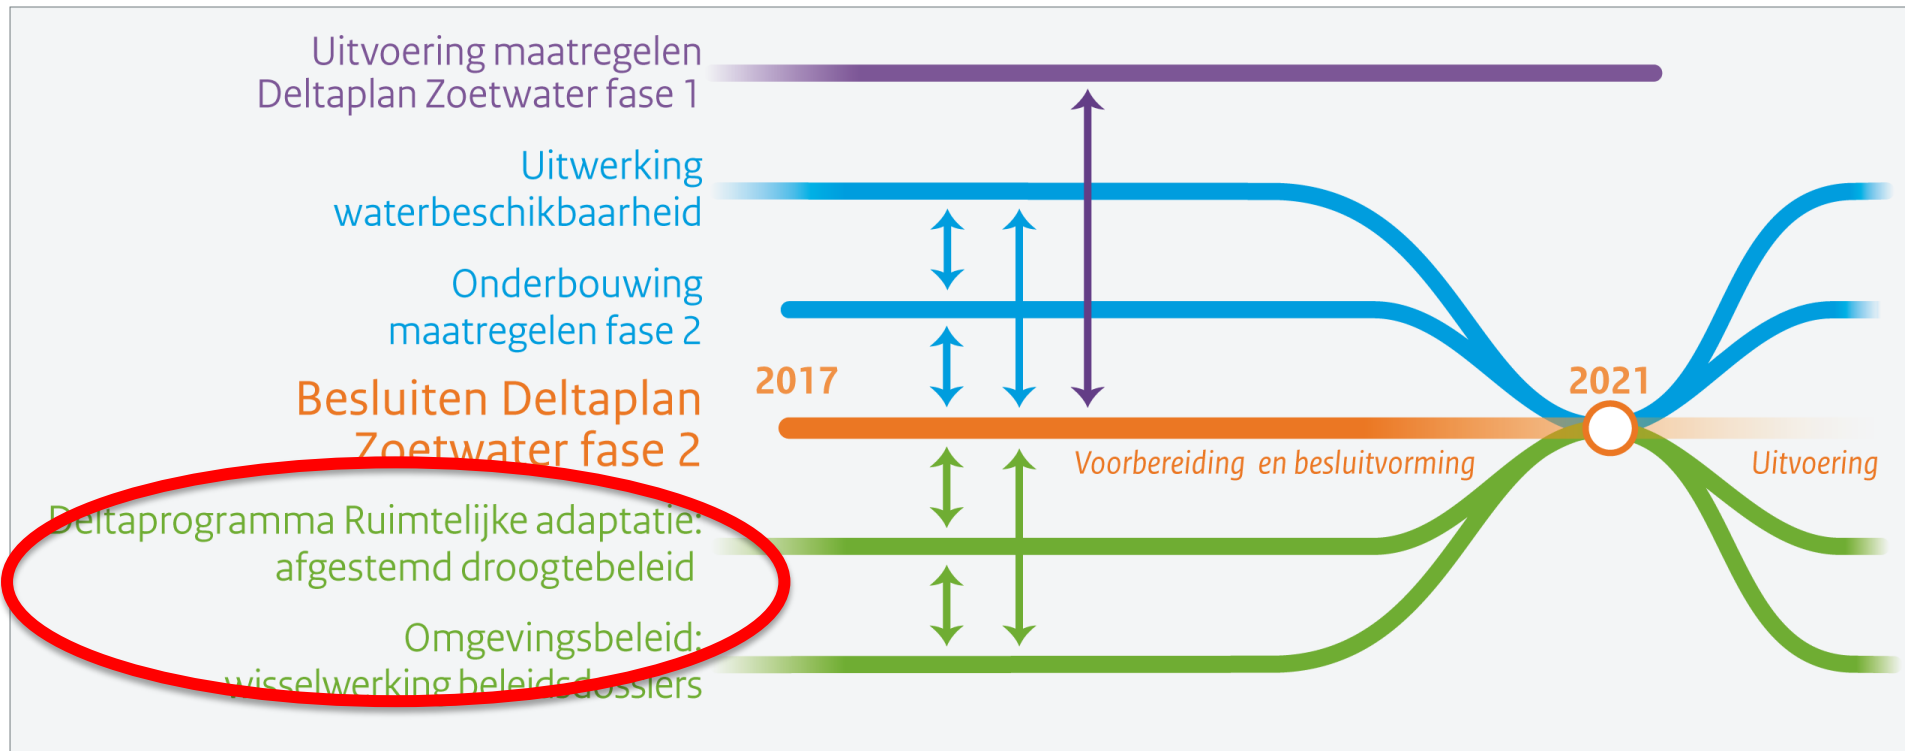 Uitvoering maatregelen
Deltaplan Zoetwater fase 1
Uitwerking
waterbeschikbaarheid
Onderbouwing
maatregelen fase 2
Besluiten Deltaplan
Zoetwater fase 2
2017
2021
Voorbereiding en besluitvorming
Uitvoering
Deltaprogramma Ruimtelijke adaptatie:
afgestemd droogtebeleid
Omgevingsbeleid:
wisselwerking beleidsdossiers